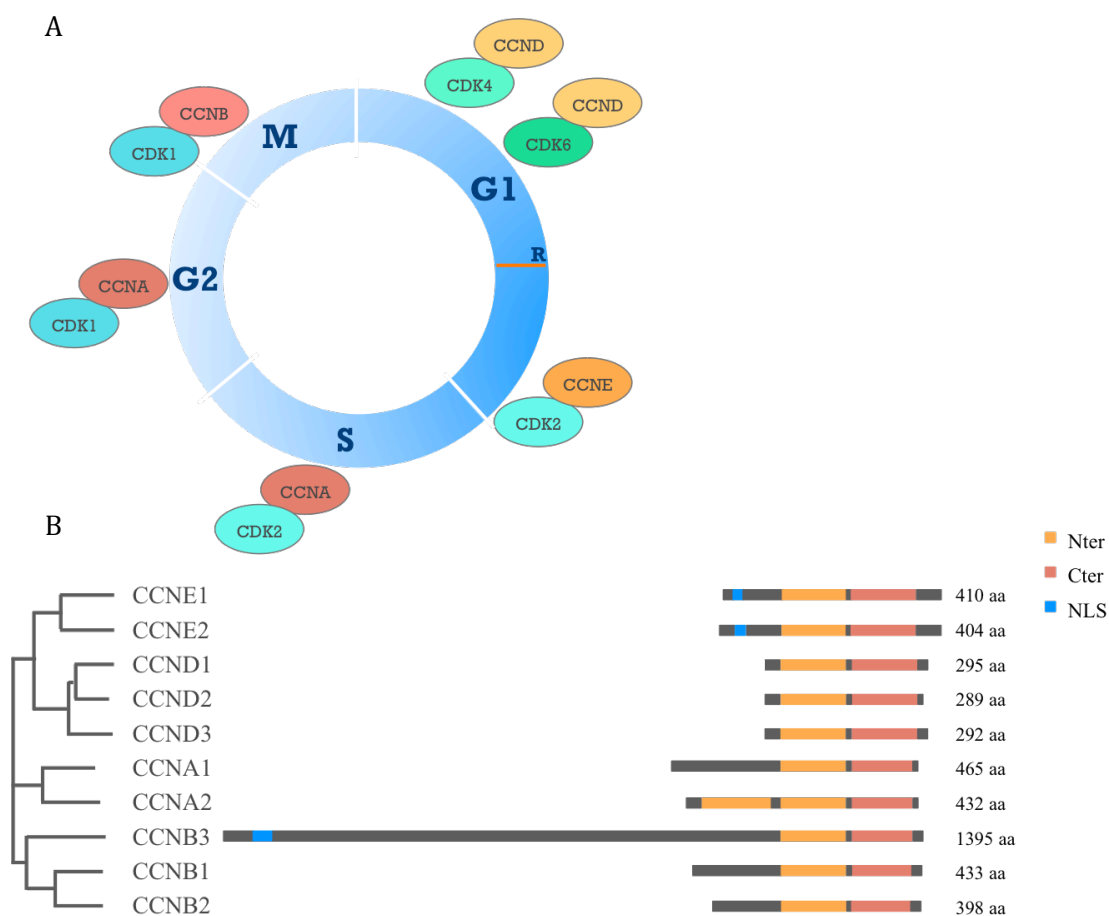 A
CCND
CDK4
CCND
CDK6
CCNB
CDK1
M
G1
R
CCNA
CDK1
G2
CCNE
CDK2
S
CCNA
CDK2
B
Nter
Cter
NLS
CCNE1 410 aa
CCNE2 404 aa
CCND1 295 aa
CCND2 289 aa
CCND3 292 aa
CCNA1 465 aa
CCNA2 432 aa
CCNB3 1395 aa
CCNB1 433 aa
CCNB2 398 aa